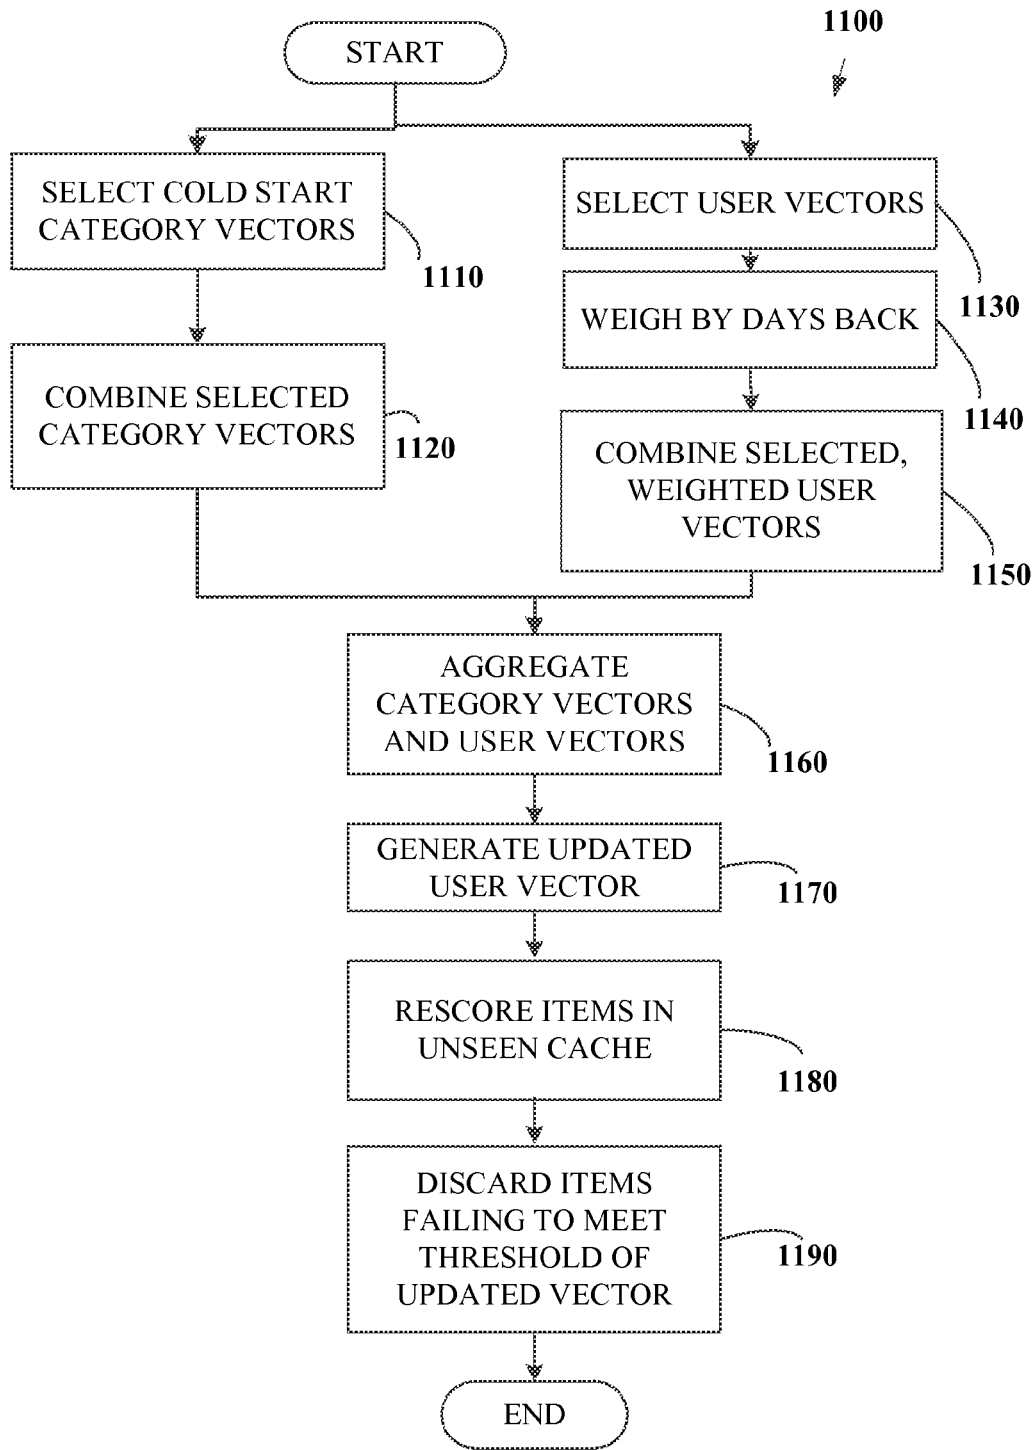 1100
START
SELECT COLD START
CATEGORY VECTORS
1110
COMBINE SELECTED
CATEGORY VECTORS
1120
SELECT USER VECTORS
1130
WEIGH BY DAYS BACK
1140
COMBINE SELECTED,
WEIGHTED USER
VECTORS
1150
AGGREGATE
CATEGORY VECTORS
AND USER VECTORS
1160
GENERATE UPDATED
USER VECTOR
1170
RESCORE ITEMS IN
UNSEEN CACHE
1180
DISCARD ITEMS
FAILING TO MEET
THRESHOLD OF
UPDATED VECTOR
1190
END